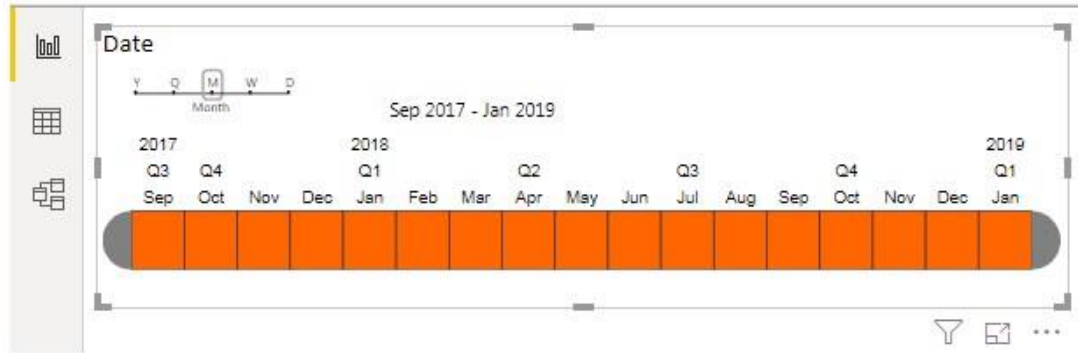 Date
Y Q M W D
Month
Sep 2017 - Jan 2019
2017 2018 2019
Q3 Q4 Q1 Q2 Q3 Q4 Q1
Sep Oct Nov Dec Jan Feb Mar Apr May Jun Jul Aug Sep Oct Nov Dec Jan